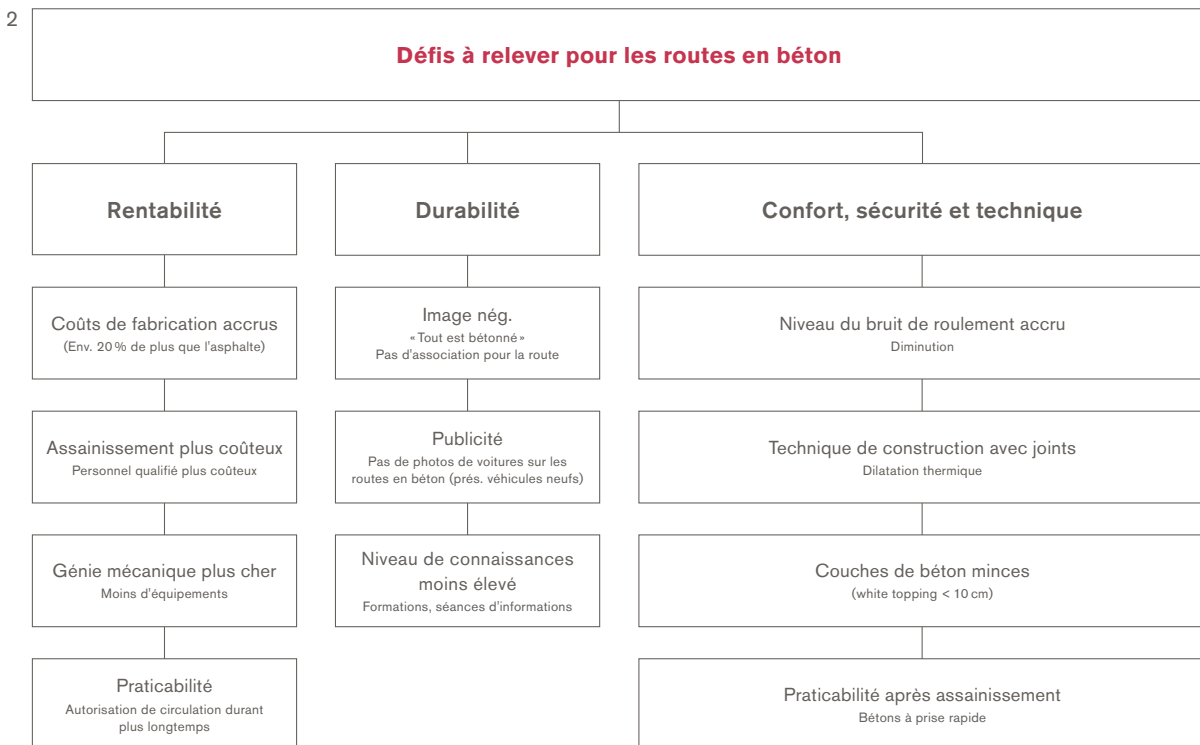 2
Défis à relever pour les routes en béton
Rentabilité
Durabilité
Confort, sécurité et technique
Coûts de fabrication accrus
(Env. 20 % de plus que l'asphalte)
Image nég.
« Tout est bétonné »
Pas d'association pour la route
Niveau du bruit de roulement accru
Diminution
Assainissement plus coûteux
Personnel qualifié plus coûteux
Publicité
Pas de photos de voitures sur les
routes en béton (prés. véhicules neufs)
Technique de construction avec joints
Dilatation thermique
Génie mécanique plus cher
Moins d'équipements
Niveau de connaissances
moins élevé
Formations, séances d'informations
Couches de béton minces
(white topping < 10 cm)
Praticabilité
Autorisation de circulation durant
plus longtemps
Praticabilité après assainissement
Bétons à prise rapide